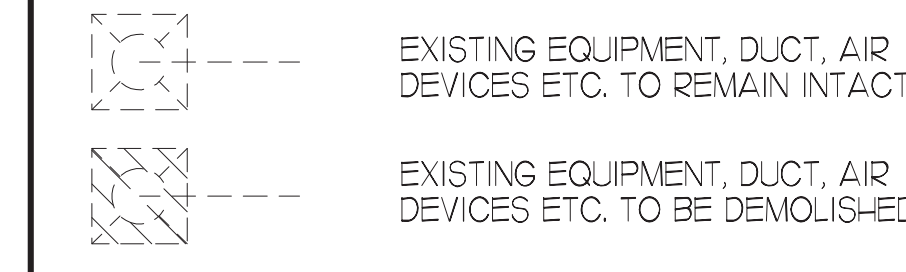 EXISTING EQUIPMENT, DUCT, AIR
DEVICES ETC. TO REMAIN INTACT
EXISTING EQUIPMENT, DUCT, AIR
DEVICES ETC. TO BE DEMOLISHED